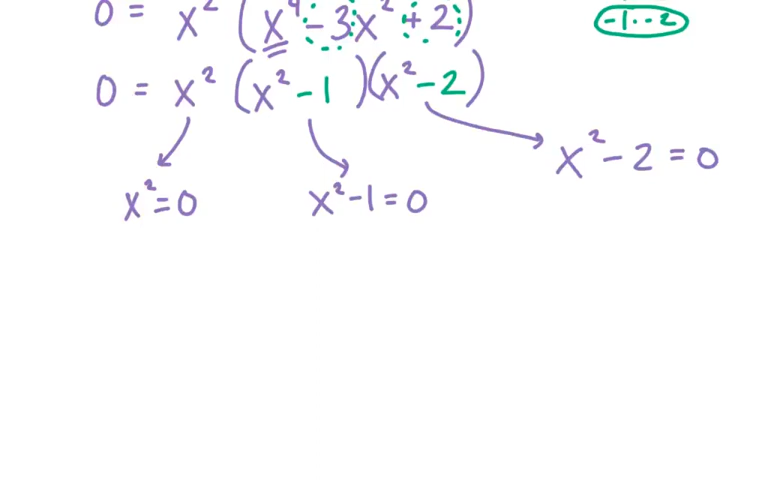 0 = x² (x⁴ - 3x² + 2)
-1·-2
0 = x² (x² - 1)(x² - 2)
x² - 2 = 0
x² = 0
x² - 1 = 0